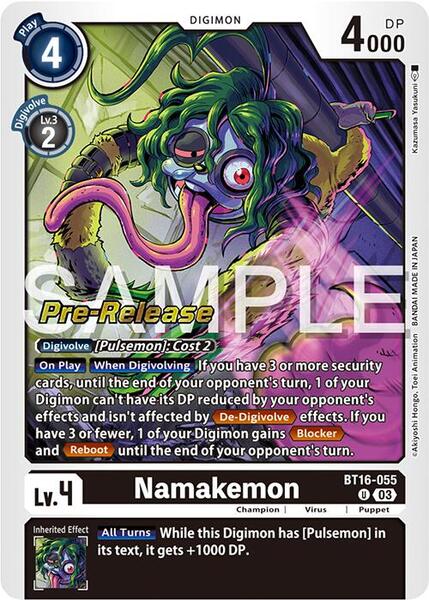 Play
4
DIGIMON
DP
4000
Digivolve
Lv.3
2
Kazumasa Yasukuni
SAMPLE
Pre-Release
Digivolve [Pulsemon]: Cost 2
On Play When Digivolving If you have 3 or more security
cards, until the end of your opponent's turn, 1 of your
Digimon can't have its DP reduced by your opponent's
effects and isn't affected by De-Digivolve effects. If you
have 3 or fewer, 1 of your Digimon gains Blocker
and Reboot until the end of your opponent's turn.
©Akiyoshi Hongo, Toei Animation BANDAI MADE IN JAPAN
Lv.4
Namakemon
BT16-055
U 03
Champion | Virus | Puppet
Inherited Effect
All Turns While this Digimon has [Pulsemon] in
its text, it gets +1000 DP.